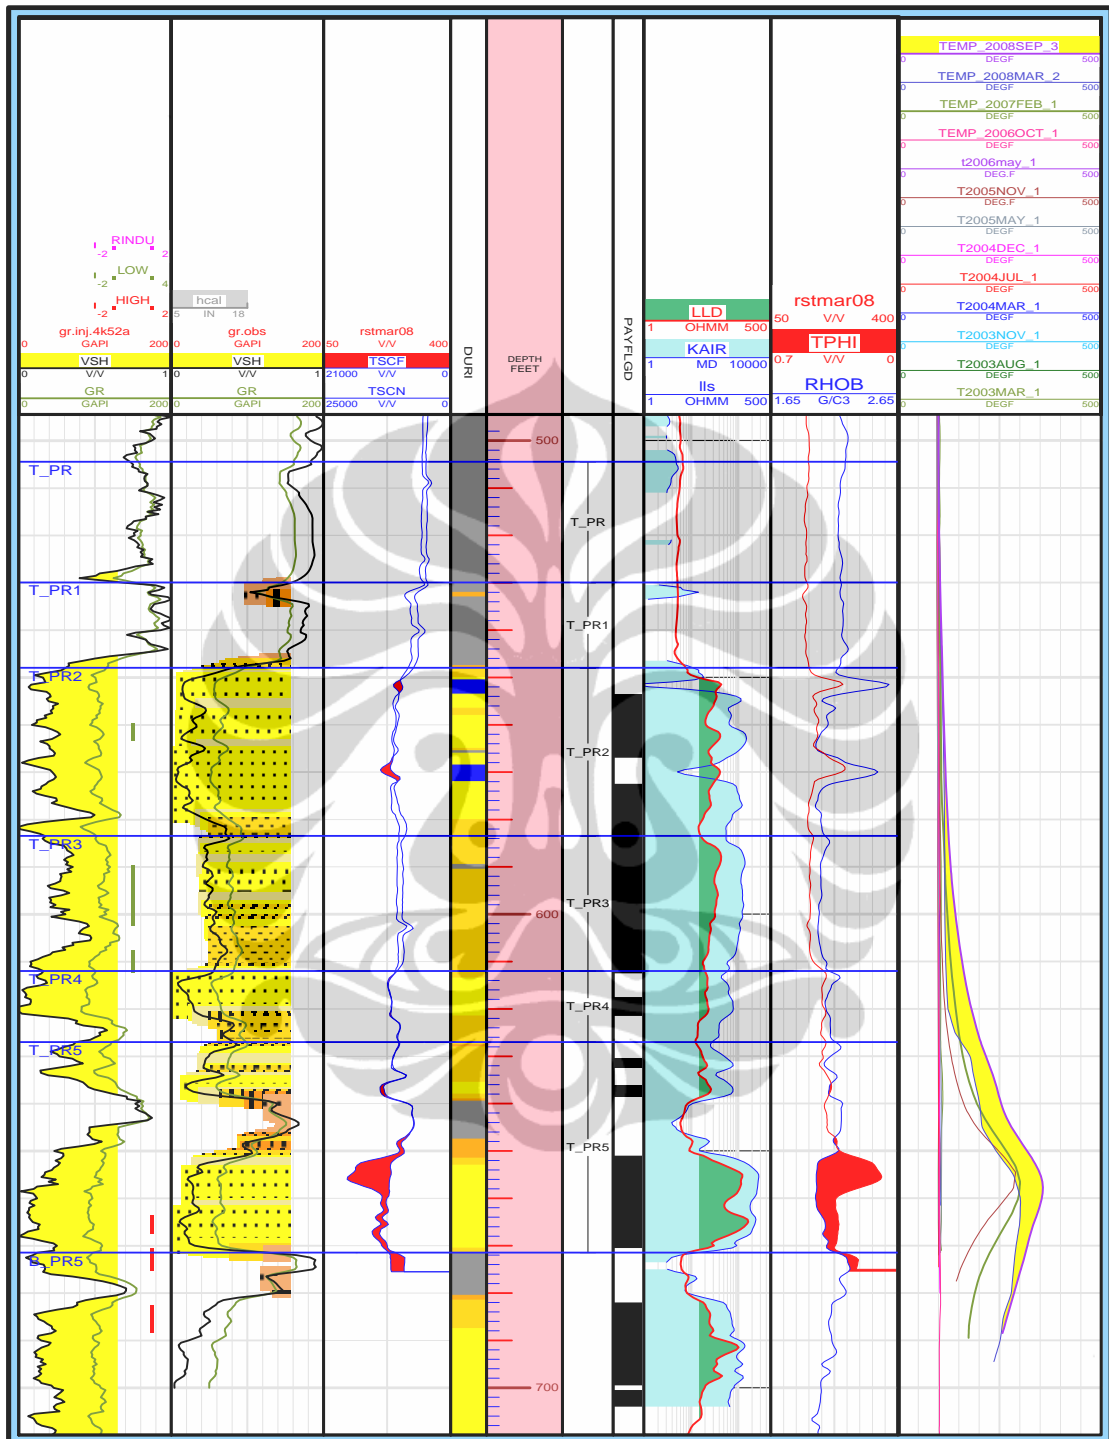 TEMP_2008SEP_3
0 DEGF 500
TEMP_2008MAR_2
0 DEGF 500
TEMP_2007FEB_1
0 DEGF 500
TEMP_2006OCT_1
0 DEGF 500
t2006may_1
0 DEG.F 500
T2005NOV_1
0 DEG.F 500
T2005MAY_1
0 DEGF 500
T2004DEC_1
0 DEGF 500
T2004JUL_1
0 DEGF 500
T2004MAR_1
0 DEGF 500
T2003NOV_1
0 DEGF 500
T2003AUG_1
0 DEGF 500
T2003MAR_1
0 DEGF 500
RINDU
-2 2
LOW
-2 4
HIGH
-2 2
gr.inj.4k52a
0 GAPI 200
VSH
0 V/V 1
GR
0 GAPI 200
hcal
5 IN 18
gr.obs
0 GAPI 200
VSH
0 V/V 1
GR
0 GAPI 200
rstmar08
50 V/V 400
TSCF
21000 V/V 0
TSCN
25000 V/V 0
DURI
DEPTH
FEET
PAYFLGD
LLD
1 OHMM 500
KAIR
1 MD 10000
lls
1 OHMM 500
rstmar08
50 V/V 400
TPHI
0.7 V/V 0
RHOB
1.65 G/C3 2.65
500
T_PR
T_PR
T_PR1
T_PR1
T_PR2
T_PR2
T_PR3
600
T_PR3
T_PR4
T_PR4
T_PR5
T_PR5
B_PR5
700